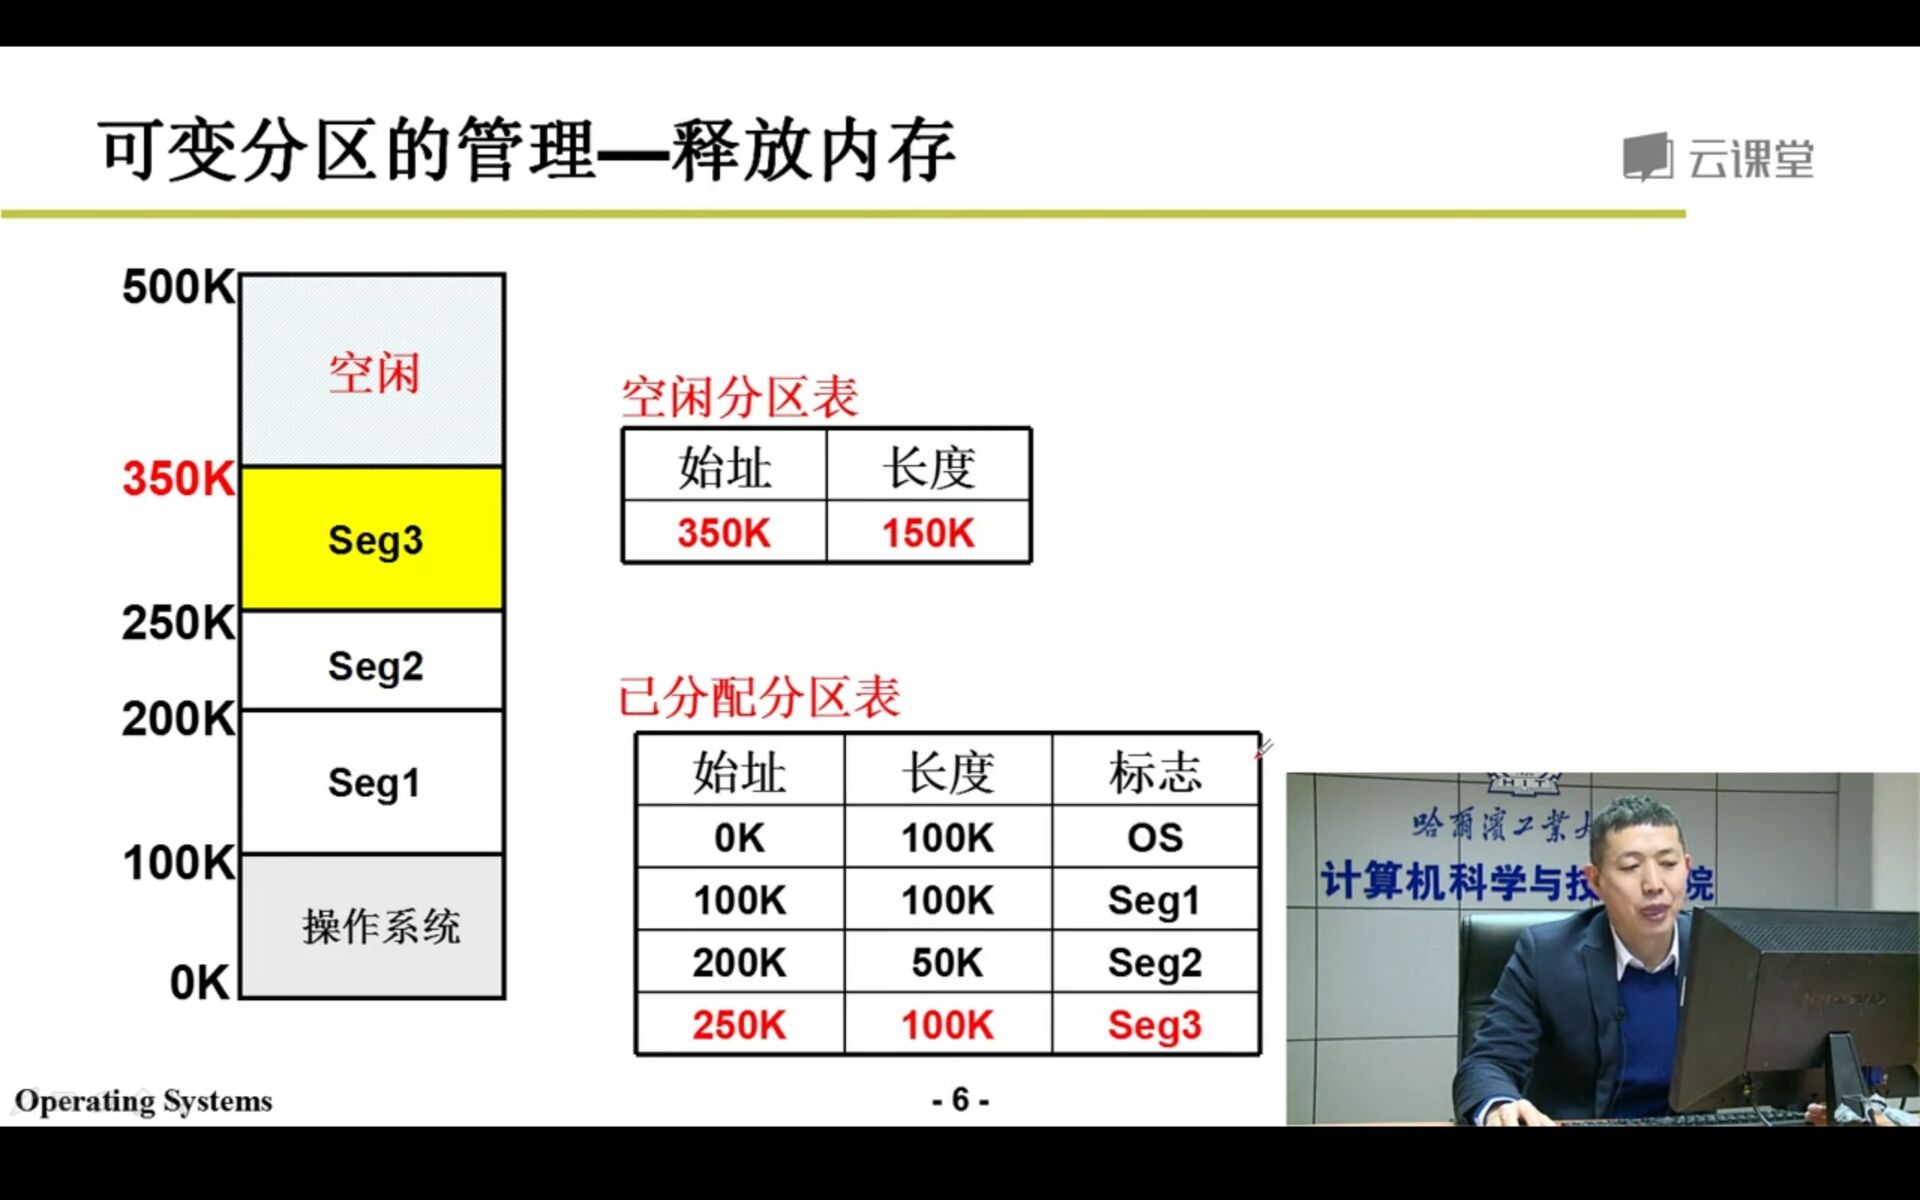 可变分区的管理—释放内存
云课堂
500K
空闲
350K
Seg3
250K
Seg2
200K
Seg1
100K
操作系统
0K
空闲分区表
始址 长度
350K 150K
已分配分区表
始址 长度 标志
0K 100K OS
100K 100K Seg1
200K 50K Seg2
250K 100K Seg3
哈爾濱工業大
计算机科学与技 院
Operating Systems
- 6 -